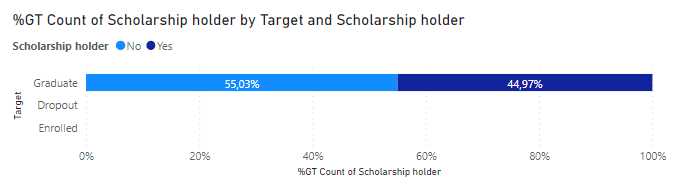 %GT Count of Scholarship holder by Target and Scholarship holder
Scholarship holder No Yes
Graduate 55,03% 44,97%
Dropout
Enrolled
Target
0% 20% 40% 60% 80% 100%
%GT Count of Scholarship holder